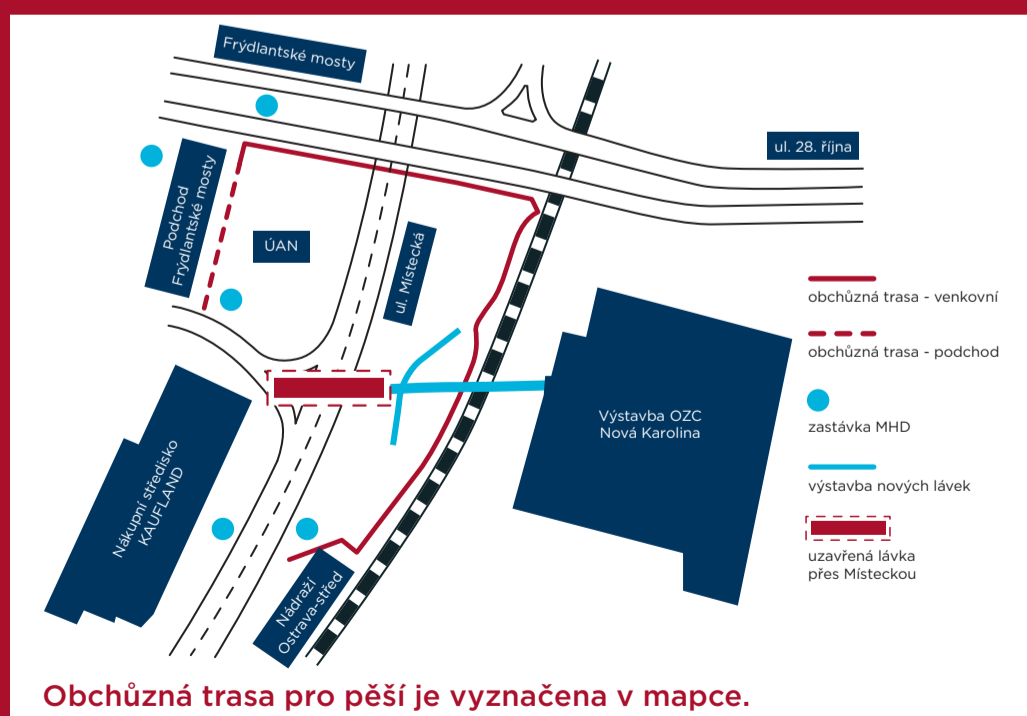 Frýdlantské mosty
ul. 28. října
Podchod
Frýdlantské mosty
ÚAN
ul. Místecká
obchůzná trasa - venkovní
obchůzná trasa - podchod
zastávka MHD
výstavba nových lávek
uzavřená lávka
přes Místeckou
Výstavba OZC
Nová Karolina
Nákupní středisko
KAUFLAND
Nádraží
Ostrava-střed
Obchůzná trasa pro pěší je vyznačena v mapce.